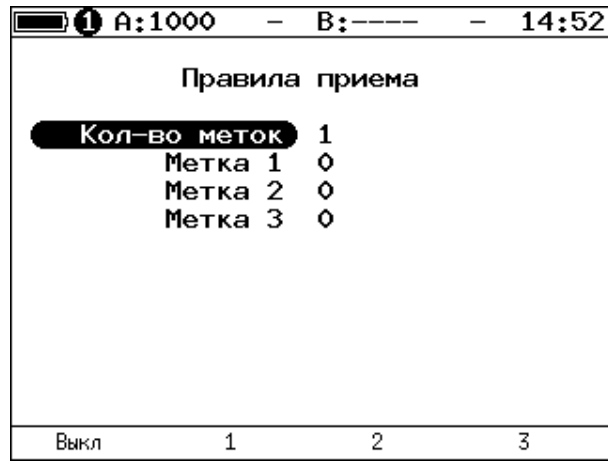 1 A:1000 – B:---- – 14:52
Правила приема
Кол-во меток 1
Метка 1 0
Метка 2 0
Метка 3 0
Выкл 1 2 3